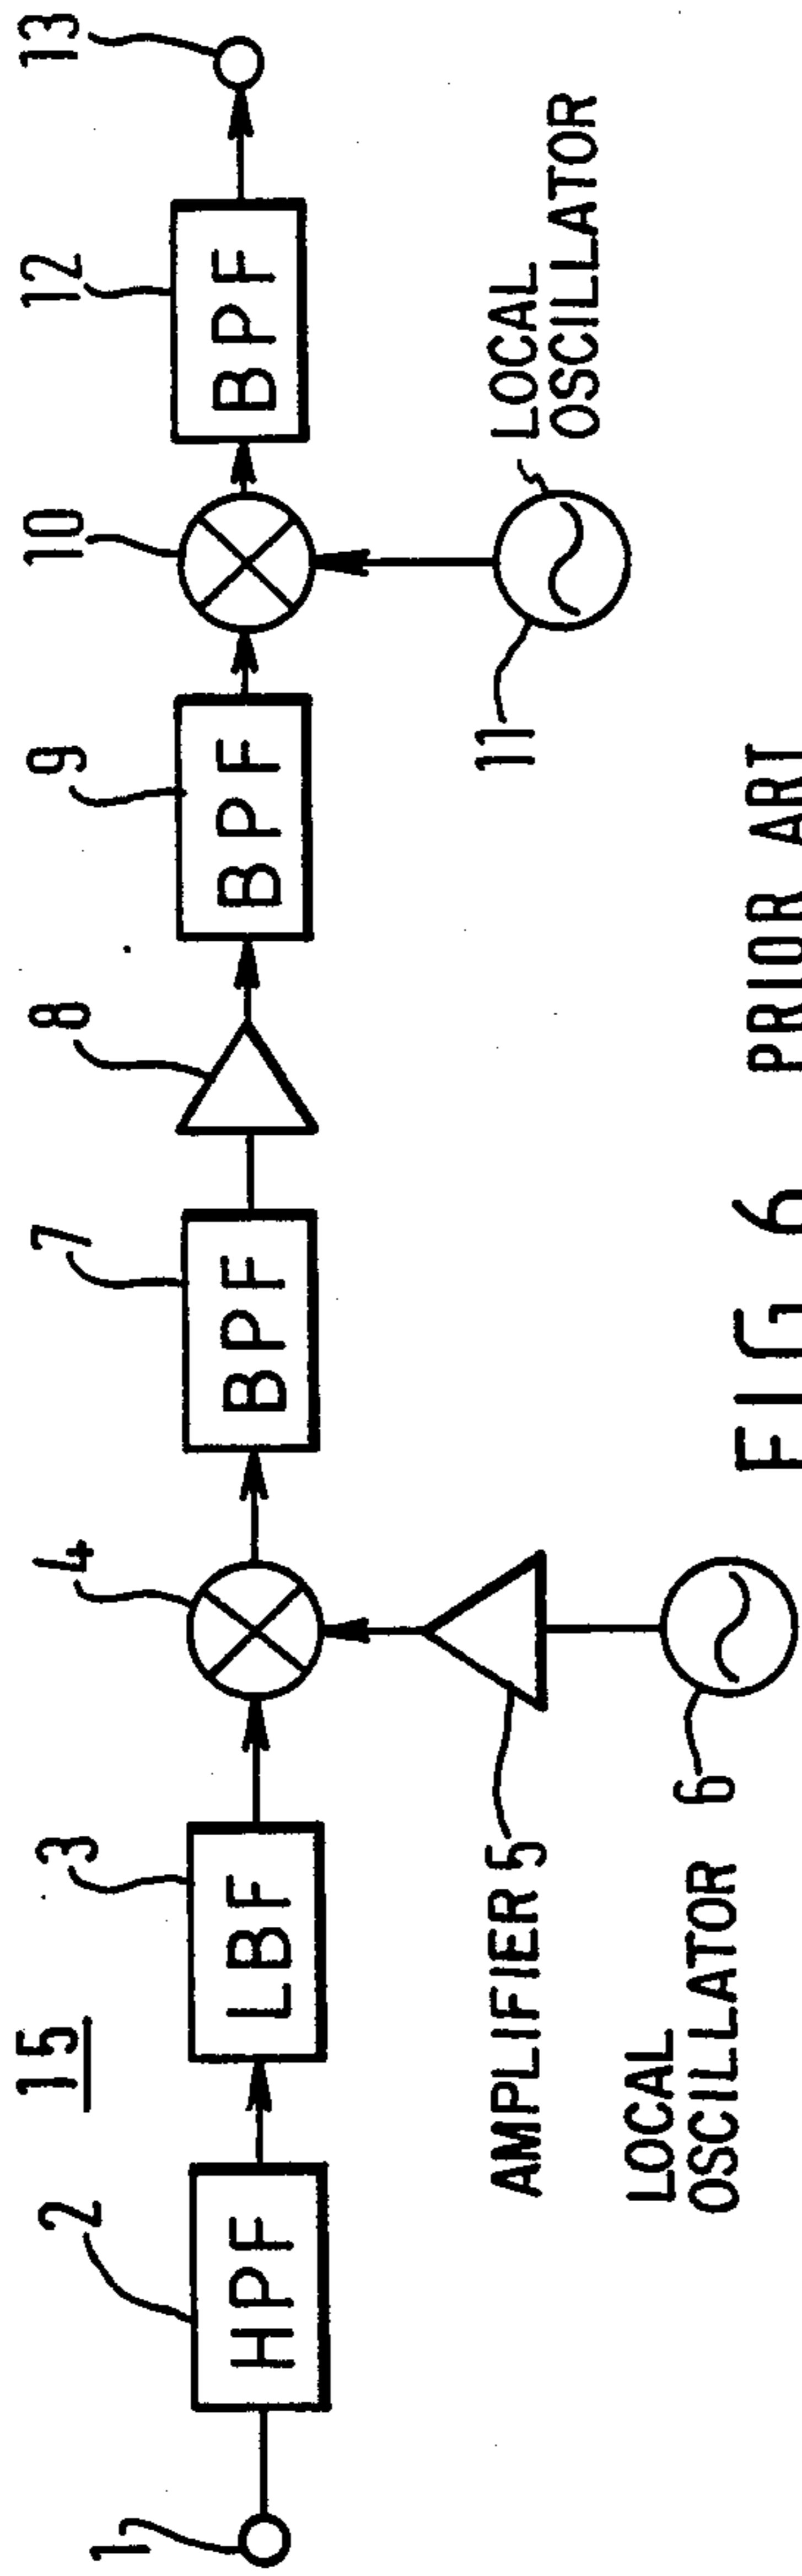 15
1
2
HPF
3
LBF
4
7
BPF
8
9
BPF
10
12
BPF
13
AMPLIFIER 5
LOCAL
OSCILLATOR 6
11
LOCAL
OSCILLATOR
FIG. 6 PRIOR ART